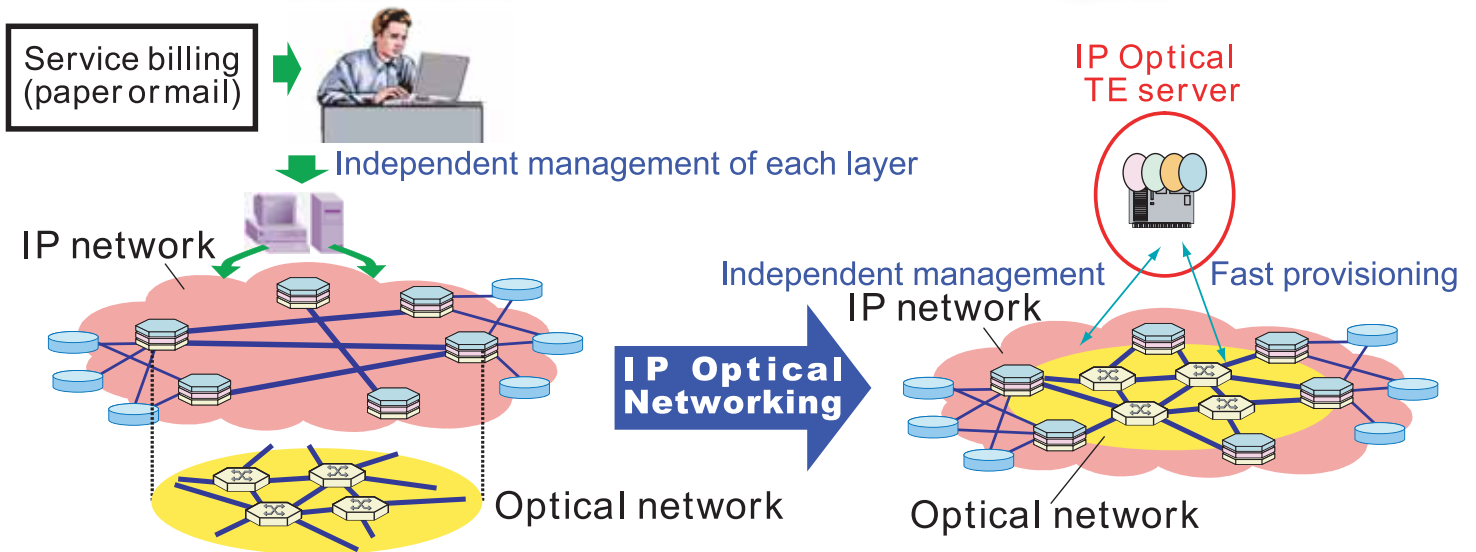 Service billing
(paper or mail)
Independent management of each layer
IP network
Optical network
IP Optical
Networking
IP Optical
TE server
Independent management
Fast provisioning
IP network
Optical network